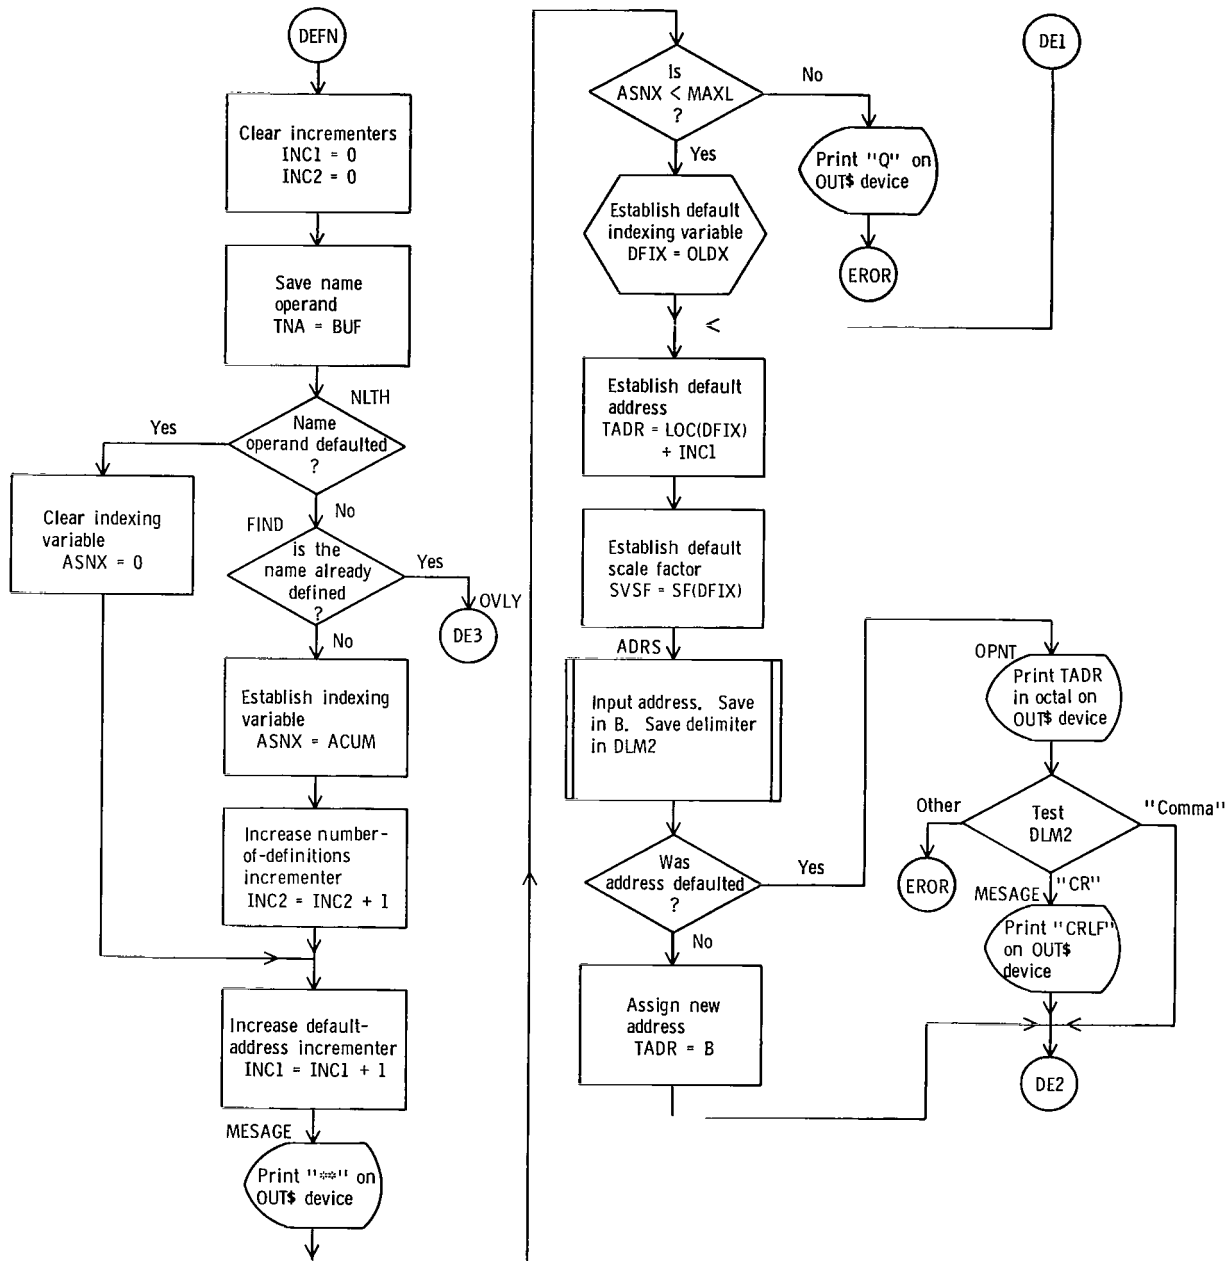 DEFN
Clear incrementers
INC1 = 0
INC2 = 0
Save name
operand
TNA = BUF
NLTH
Name
operand defaulted
?
Yes
No
Clear indexing
variable
ASNX = 0
FIND
is the
name already
defined
?
Yes
OVLY
DE3
No
Establish indexing
variable
ASNX = ACUM
Increase number-
of-definitions
incrementer
INC2 = INC2 + 1
Increase default-
address incrementer
INC1 = INC1 + 1
MESAGE
Print "**" on
OUT$ device
Is
ASNX < MAXL
?
No
Yes
Print "Q" on
OUT$ device
EROR
Establish default
indexing variable
DFIX = OLDX
DE1
<
Establish default
address
TADR = LOC(DFIX)
+ INC1
Establish default
scale factor
SVSF = SF(DFIX)
ADRS
Input address. Save
in B. Save delimiter
in DLM2
Was
address defaulted
?
Yes
No
Assign new
address
TADR = B
OPNT
Print TADR
in octal on
OUT$ device
Test
DLM2
Other
"Comma"
EROR
"CR"
MESAGE
Print "CRLF"
on OUT$
device
DE2